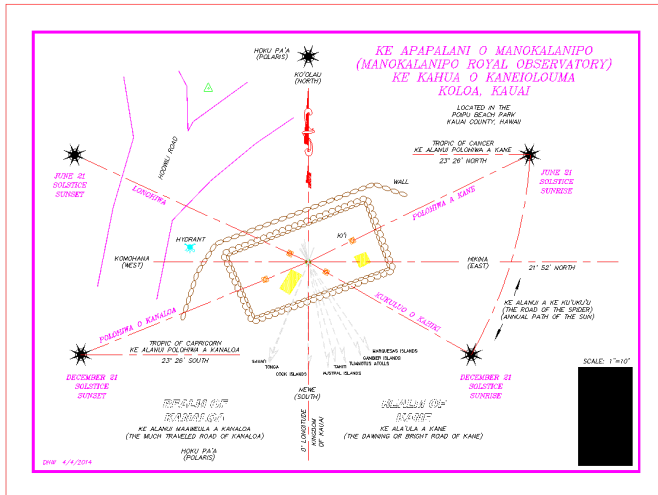 HOKU PA'A
(POLARIS)
KO'OLAU
(NORTH)
KE APAPALANI O MANOKALANIPO
(MANOKALANIPO ROYAL OBSERVATORY)
KE KAHUA O KANEIOLOUMA
KOLOA, KAUAI
LOCATED IN THE
POIPU BEACH PARK
KAUAI COUNTY, HAWAII
TROPIC OF CANCER
KE ALANUI POLOHIWA A KANE
23° 26' NORTH
JUNE 21
SOLSTICE
SUNSET
HOOWILI ROAD
LONOHIWA
WALL
POLOHIWA A KANE
JUNE 21
SOLSTICE
SUNRISE
HYDRANT
KI'I
KOMOHANA
(WEST)
HIKINA
(EAST)
21° 52' NORTH
POLOHIWA O KANALOA
KE ALANUI A KE KU'UKU'U
(THE ROAD OF THE SPIDER)
(ANNUAL PATH OF THE SUN)
TROPIC OF CAPRICORN
KE ALANUI POLOHIWA A KANALOA
23° 26' SOUTH
TONGA
COOK ISLANDS
TAHITI
AUSTRAL ISLANDS
MARQUESAS ISLANDS
GAMBIER ISLANDS
TUAMOTUS ATOLLS
DECEMBER 21
SOLSTICE
SUNSET
DECEMBER 21
SOLSTICE
SUNRISE
SCALE: 1"=10'
NEWE
(SOUTH)
0° LONGITUDE
KINGDOM
OF KAUAI
REALM OF
KANALOA
KE ALANUI MAAWEULA A KANALOA
(THE MUCH TRAVELED ROAD OF KANALOA)
REALM OF
KANE
KE ALA'ULA A KANE
(THE DAWNING OR BRIGHT ROAD OF KANE)
HOKU PA'A
(POLARIS)
4/4/2014